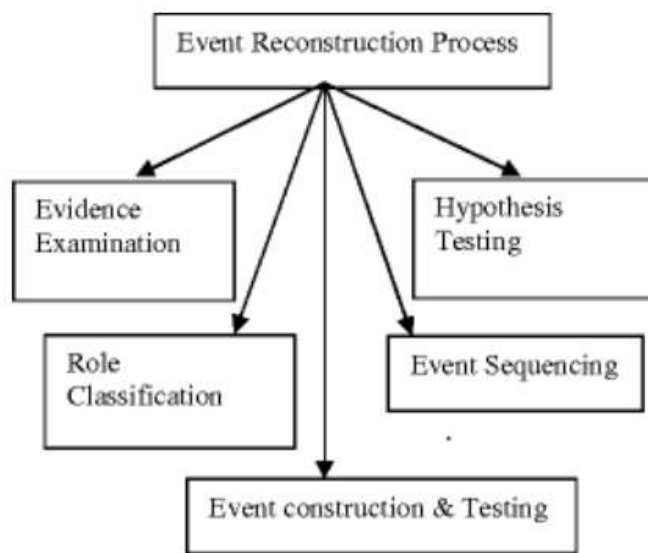 Event Reconstruction Process
Evidence
Examination
Hypothesis
Testing
Role
Classification
Event Sequencing
Event construction & Testing